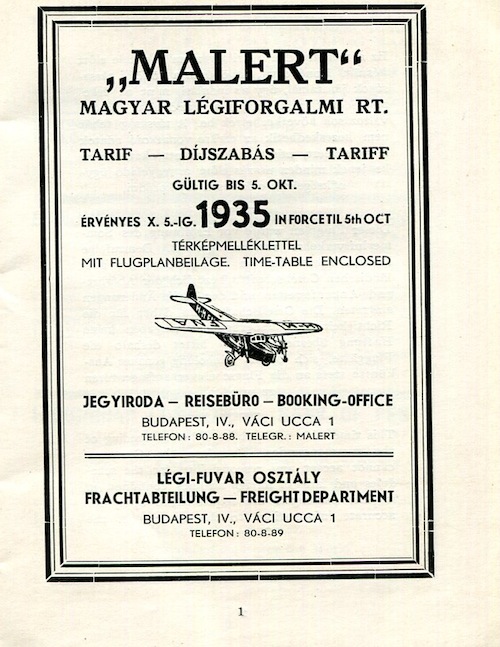 „MALERT“
MAGYAR LÉGIFORGALMI RT.
TARIF — DÍJSZABÁS — TARIFF
GÜLTIG BIS 5. OKT.
ÉRVÉNYES X. 5.-IG. 1935 IN FORCE TIL 5th OCT
TÉRKÉPMELLÉKLETTEL
MIT FLUGPLANBEILAGE. TIME-TABLE ENCLOSED
JEGYIRODA — REISEBÜRO — BOOKING-OFFICE
BUDAPEST, IV., VÁCI UCCA 1
TELEFON: 80-8-88. TELEGR.: MALERT
LÉGI-FUVAR OSZTÁLY
FRACHTABTEILUNG — FREIGHT DEPARTMENT
BUDAPEST, IV., VÁCI UCCA 1
TELEFON: 80-8-89
1